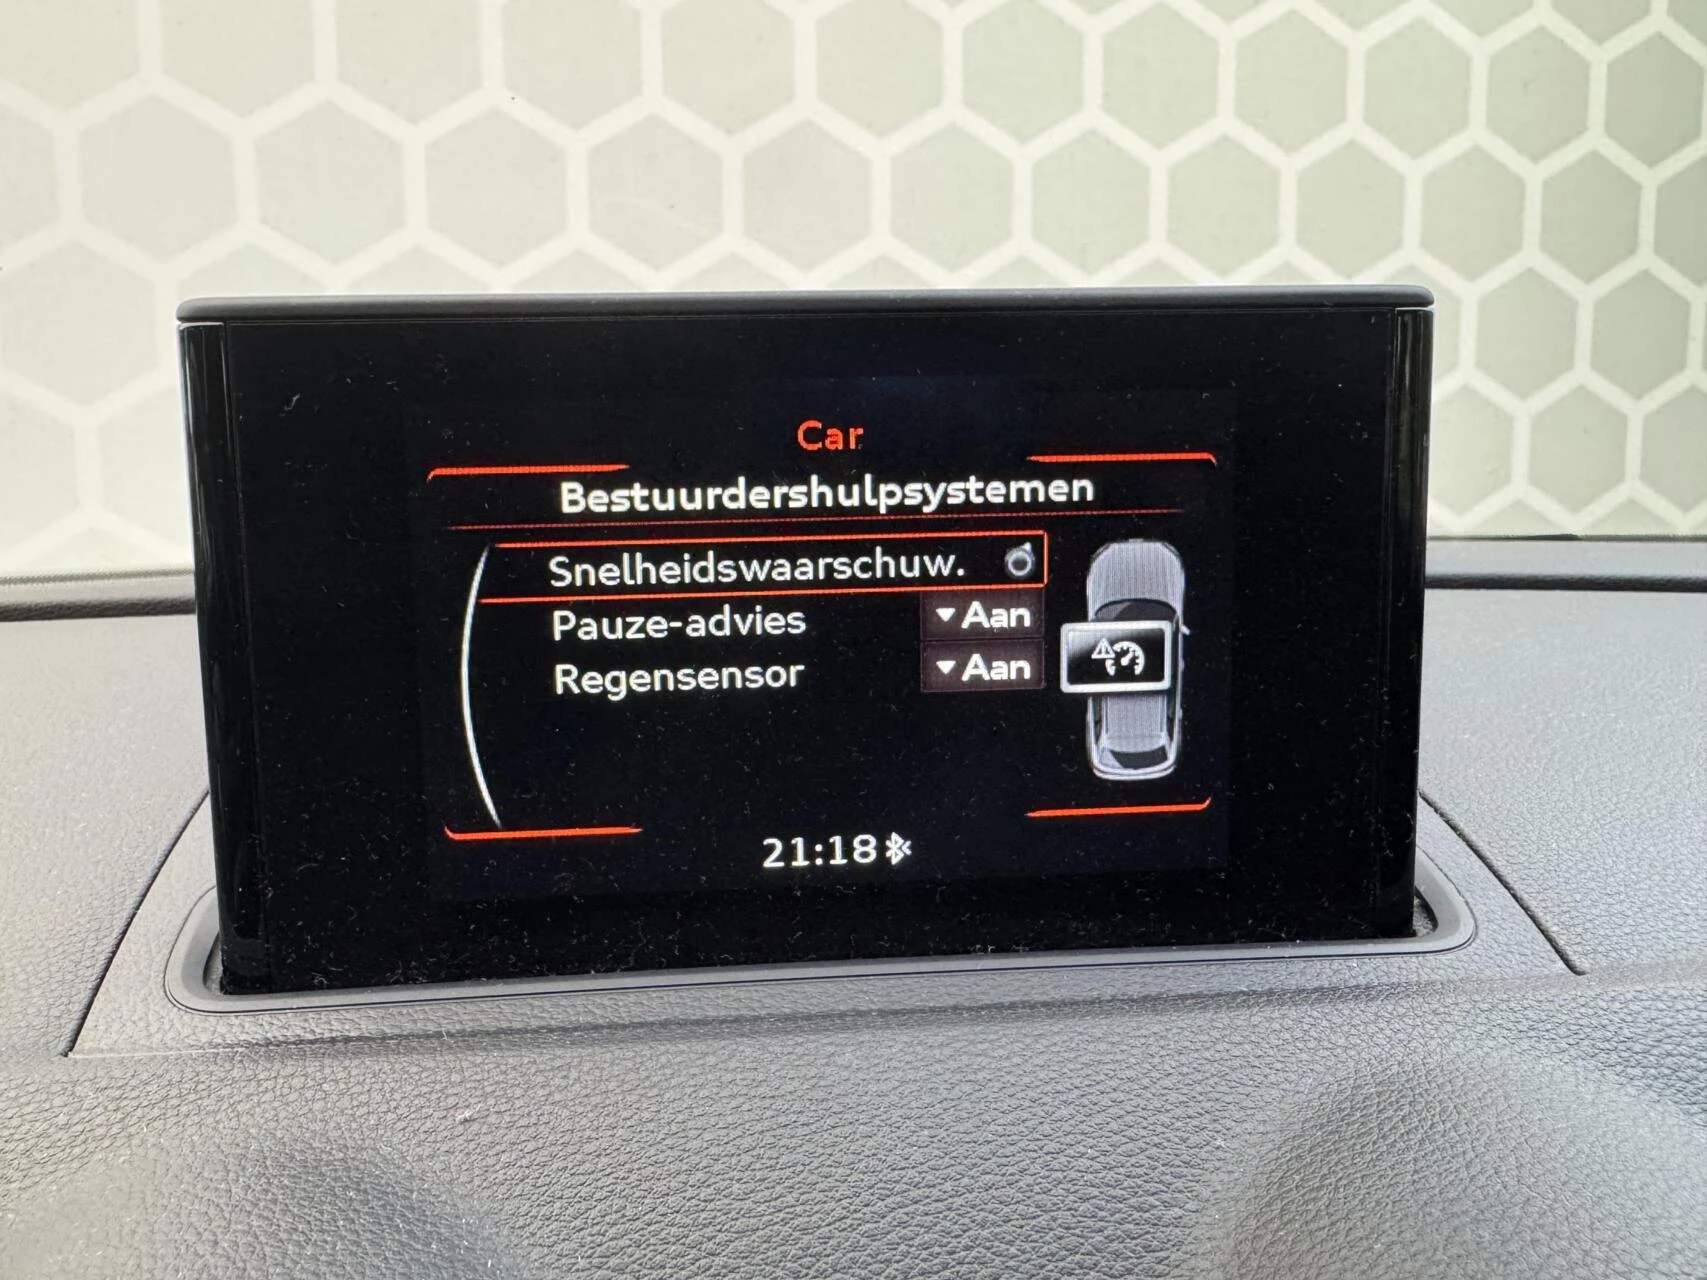 Car
Bestuurdershulpsystemen
Snelheidswaarschuw.
Pauze-advies Aan
Regensensor Aan
21:18